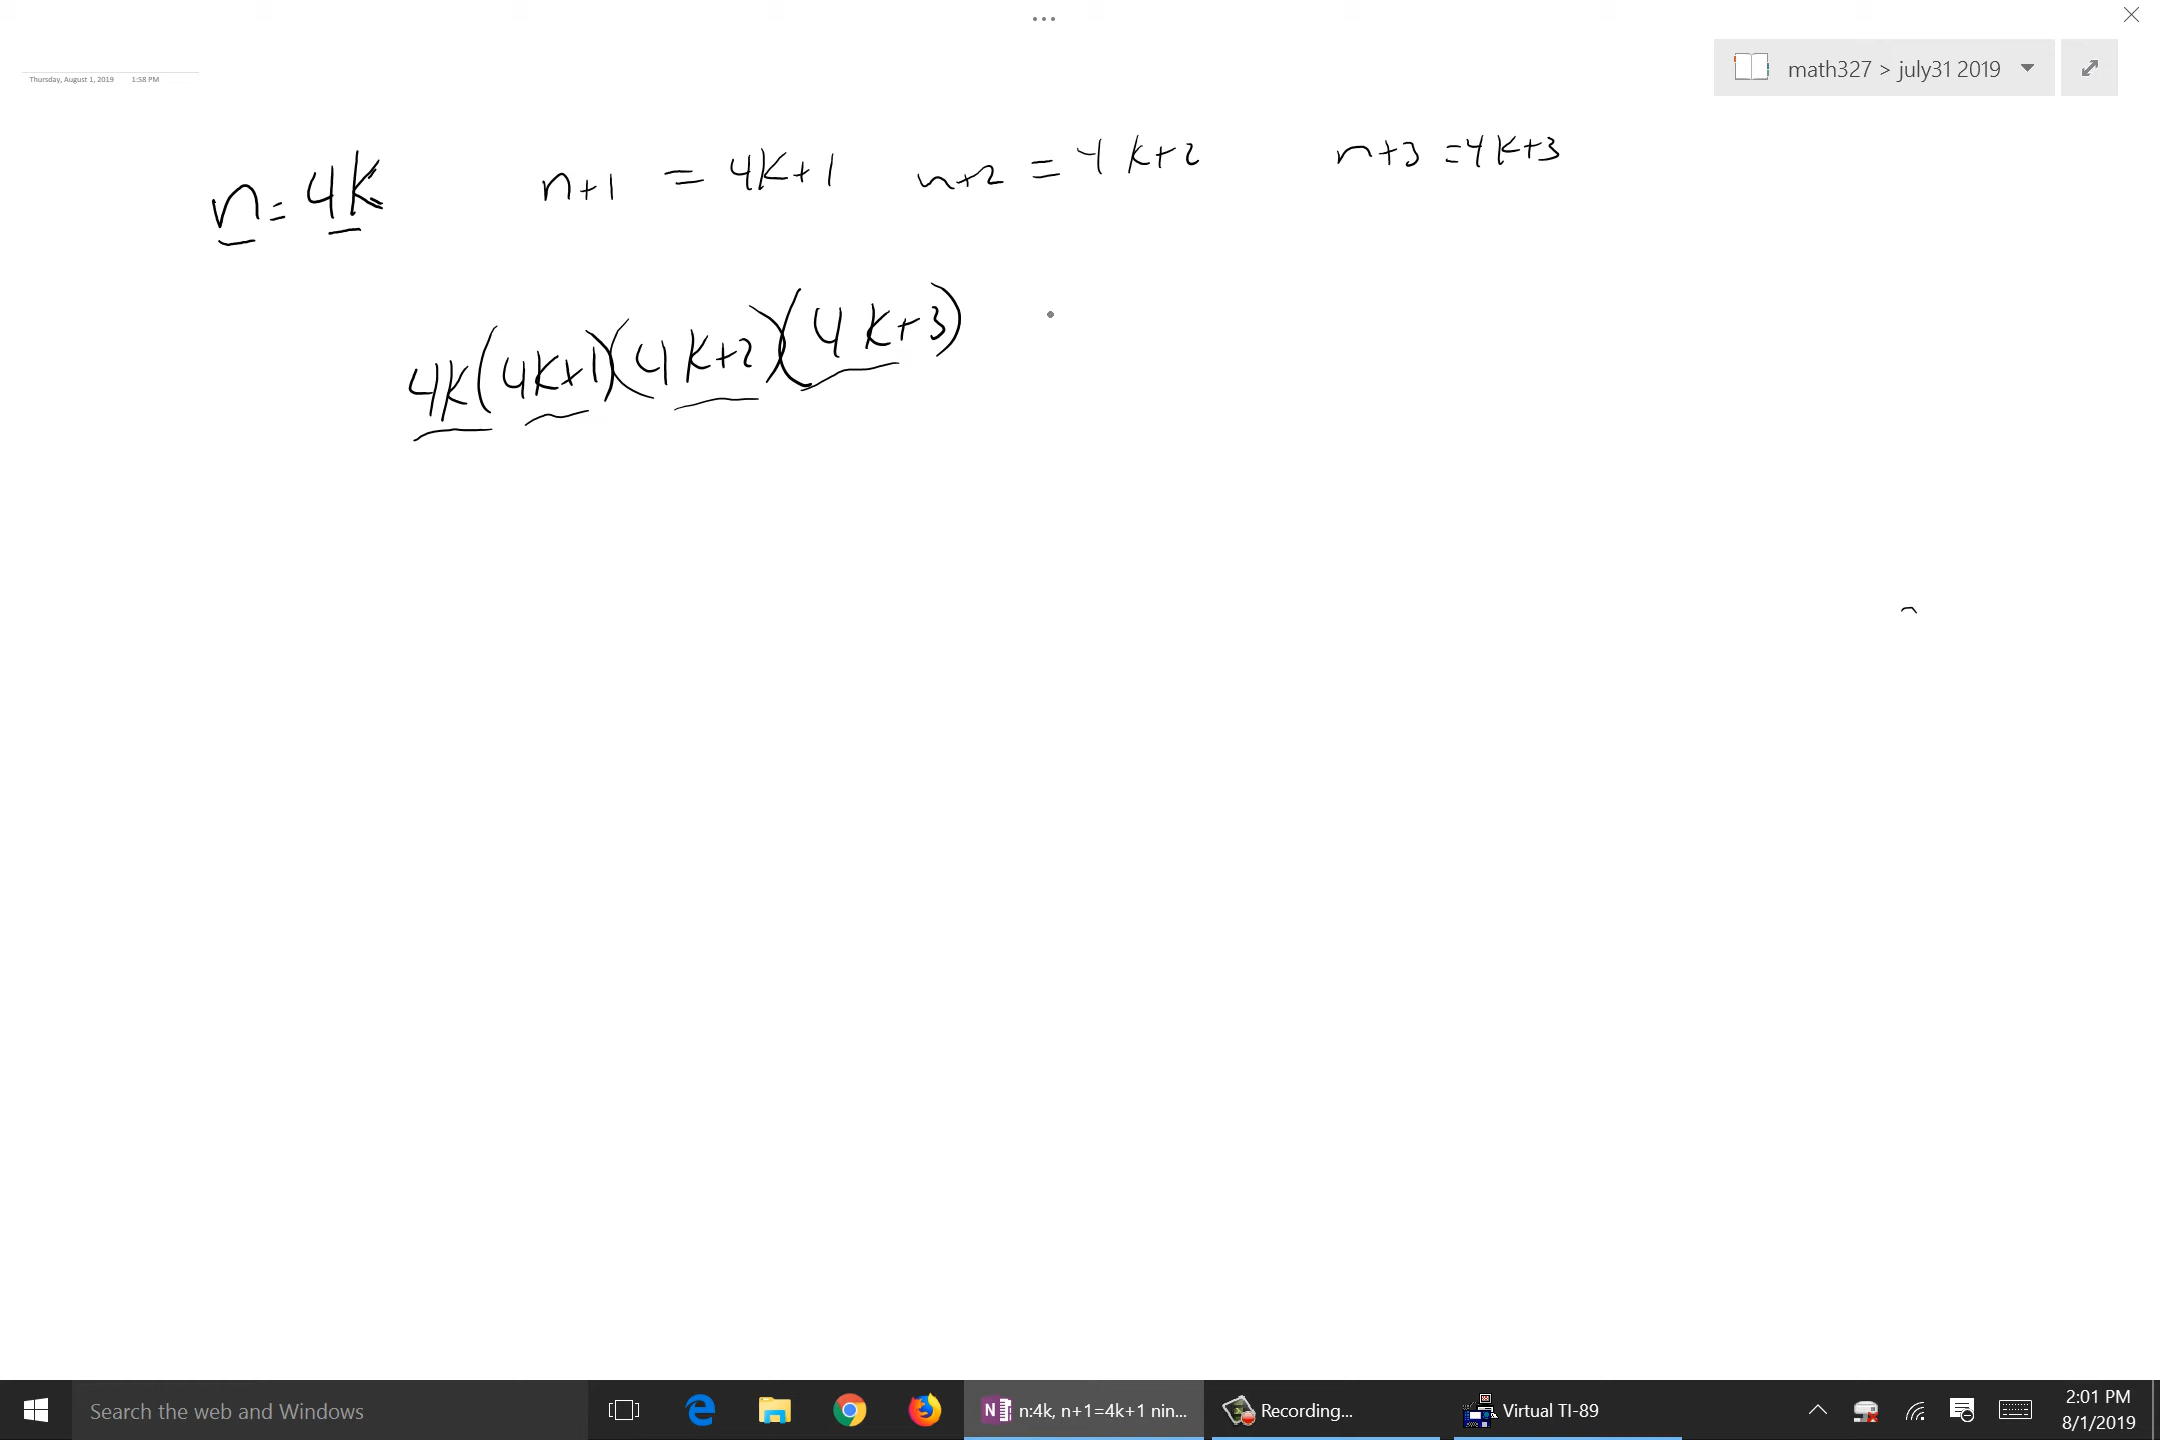 ...
math327 > july31 2019
Thursday, August 1, 2019 1:58 PM
n = 4k n+1 = 4k+1 n+2 = 4k+2 n+3 = 4k+3
4k(4k+1)(4k+2)(4k+3)
Search the web and Windows
n:4k, n+1=4k+1 nin...
Recording...
Virtual TI-89
2:01 PM
8/1/2019